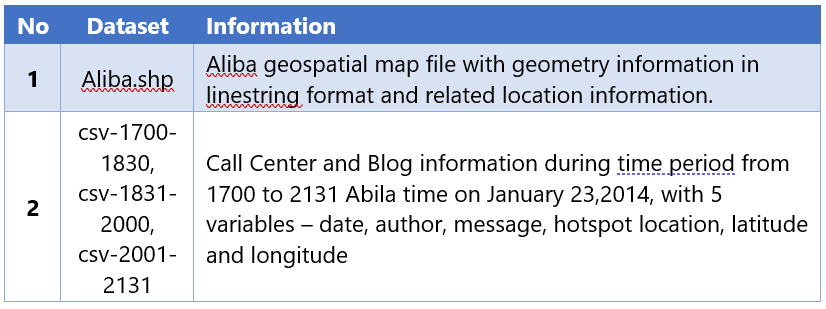 No Dataset Information
1 Aliba.shp Aliba geospatial map file with geometry information in
linestring format and related location information.
2
csv-1700-
1830,
csv-1831-
2000,
csv-2001-
2131
Call Center and Blog information during time period from
1700 to 2131 Abila time on January 23,2014, with 5
variables – date, author, message, hotspot location, latitude
and longitude